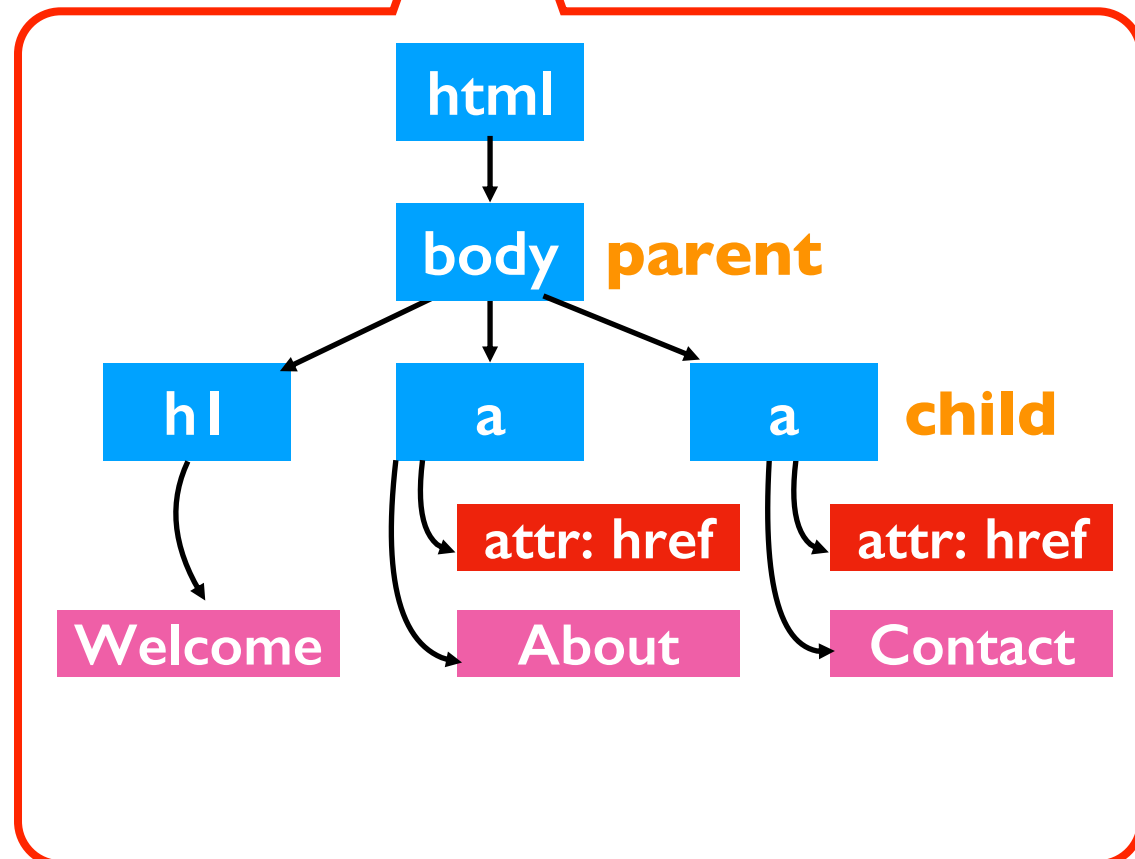 html
body parent
h1 a a child
attr: href attr: href
Welcome About Contact